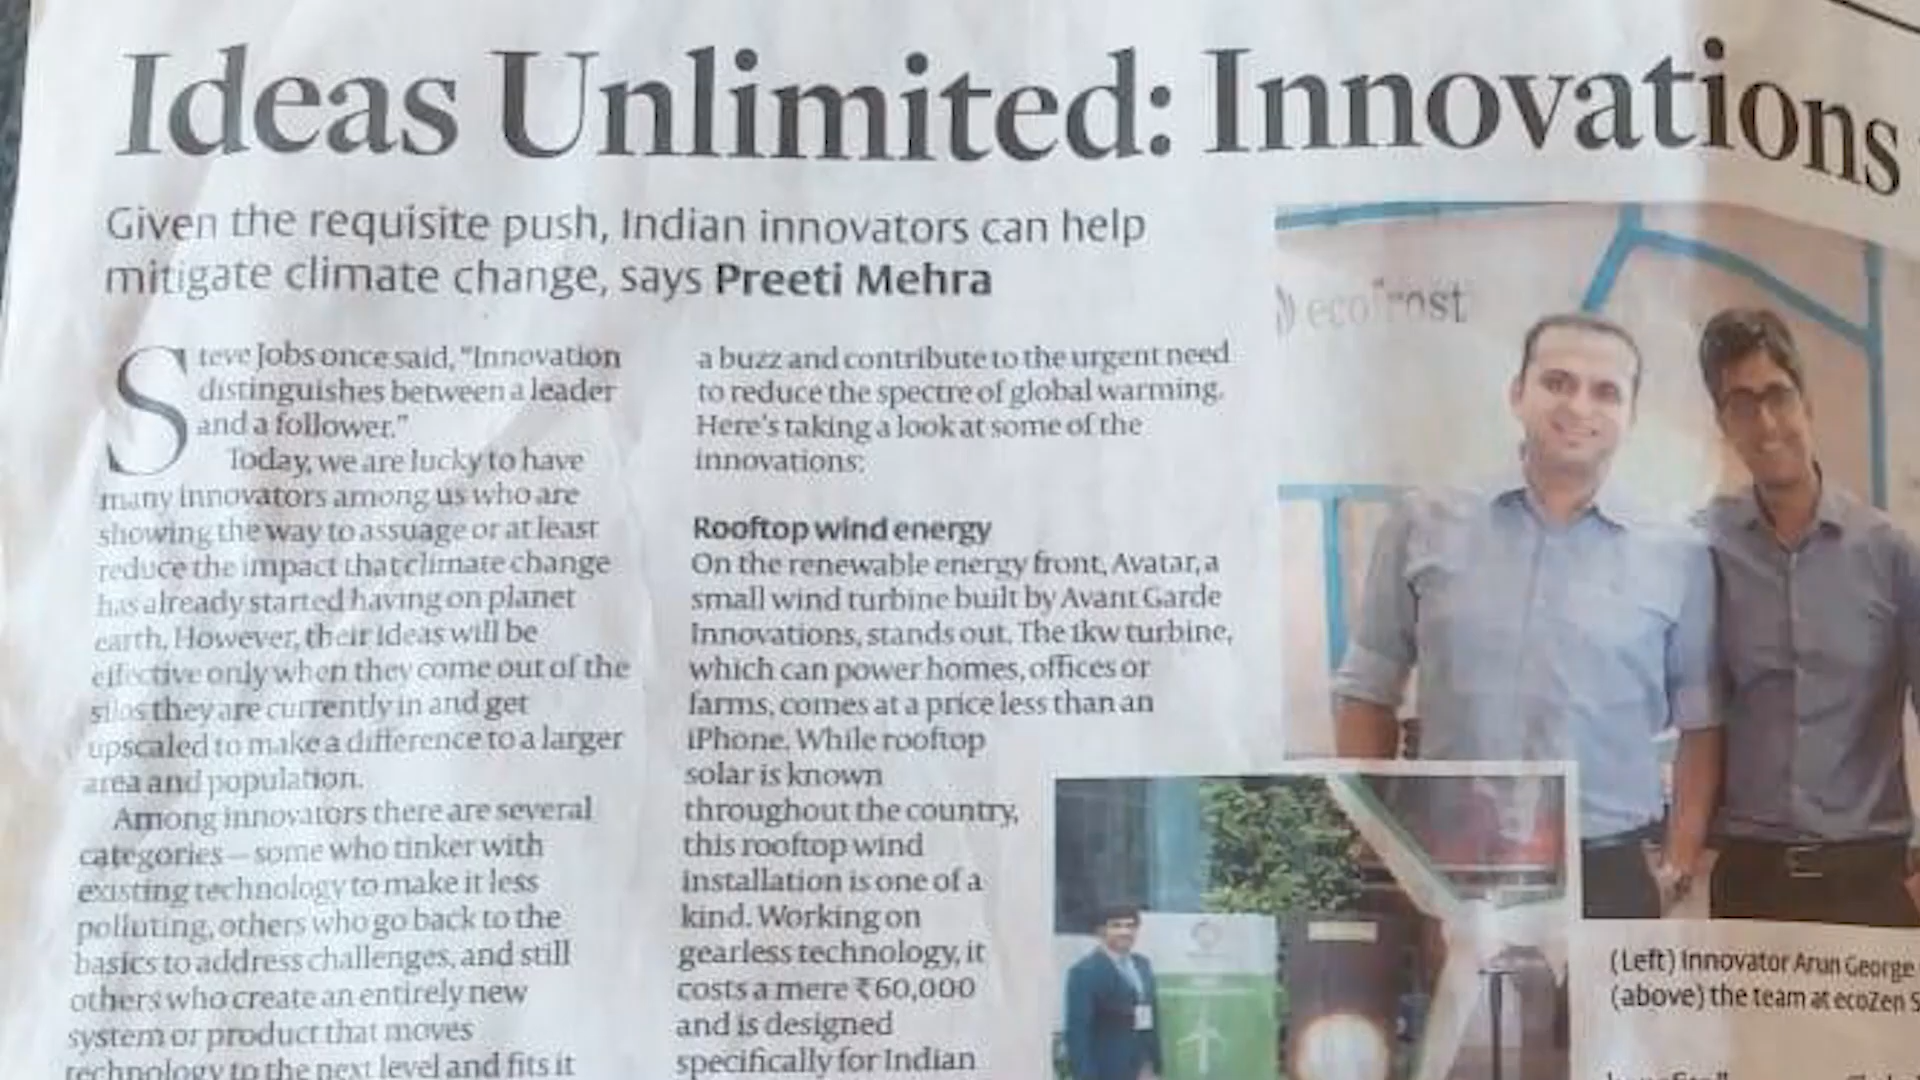 Ideas Unlimited: Innovations
Given the requisite push, Indian innovators can help
mitigate climate change, says Preeti Mehra
Steve Jobs once said, "Innovation
distinguishes between a leader
and a follower."
Today, we are lucky to have
many innovators among us who are
showing the way to assuage or at least
reduce the impact that climate change
has already started having on planet
earth. However, their ideas will be
effective only when they come out of the
silos they are currently in and get
upscaled to make a difference to a larger
area and population.
Among innovators there are several
categories — some who tinker with
existing technology to make it less
polluting, others who go back to the
basics to address challenges, and still
others who create an entirely new
system or product that moves
technology to the next level and fits it
a buzz and contribute to the urgent need
to reduce the spectre of global warming.
Here's taking a look at some of the
innovations:
Rooftop wind energy
On the renewable energy front, Avatar, a
small wind turbine built by Avant Garde
Innovations, stands out. The 1kw turbine,
which can power homes, offices or
farms, comes at a price less than an
iPhone. While rooftop
solar is known
throughout the country,
this rooftop wind
installation is one of a
kind. Working on
gearless technology, it
costs a mere ₹60,000
and is designed
specifically for Indian
ecofrost
(Left) Innovator Arun George
(above) the team at ecoZen S